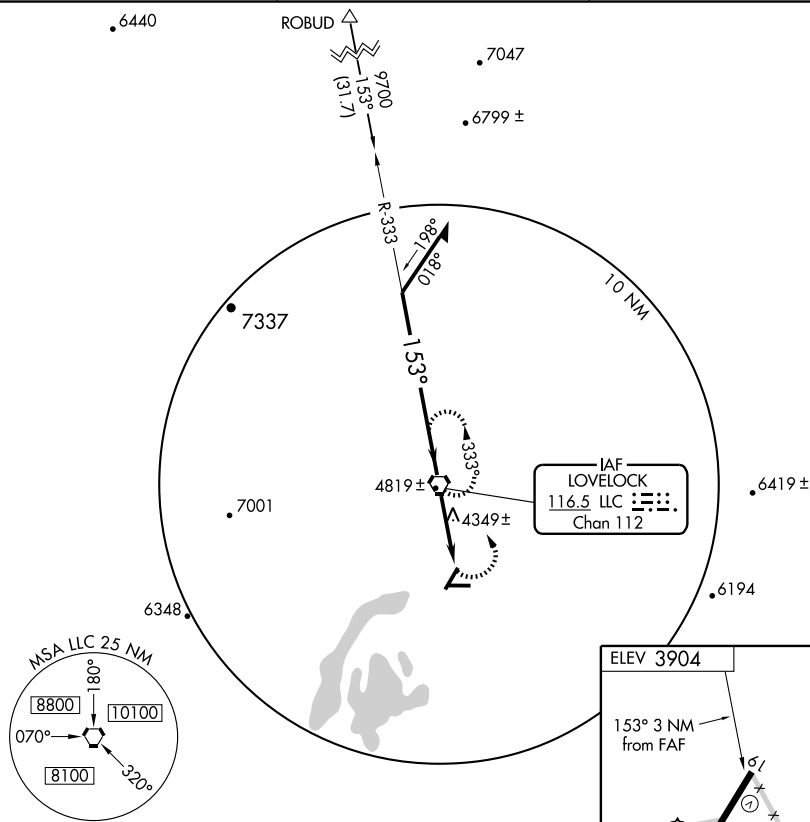 6440
ROBUD
7047
9700
153°
(31.7)
6799 ±
R-333
198°
018°
10 NM
7337
153°
333°
4819 ±
IAF
LOVELOCK
116.5 LLC
Chan 112
6419 ±
7001
4349 ±
6348
6194
MSA LLC 25 NM
180°
8800
10100
070°
8100
320°
ELEV 3904
153° 3 NM
from FAF
19
V